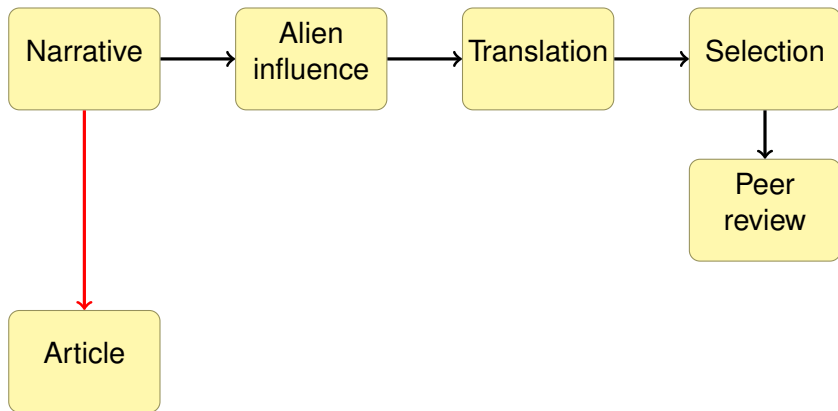 Narrative
Alien
influence
Translation
Selection
Peer
review
Article